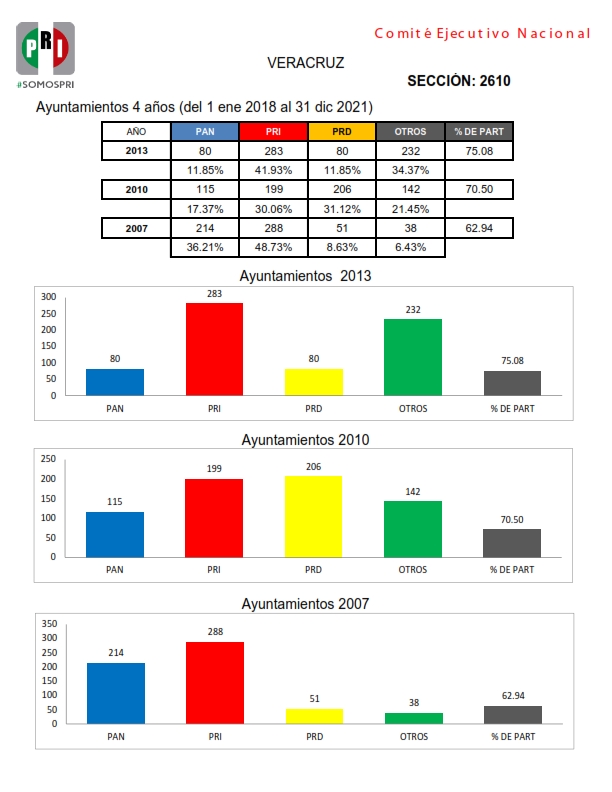 Comité Ejecutivo Nacional
PRI
#SOMOSPRI
VERACRUZ
SECCIÓN: 2610
Ayuntamientos 4 años (del 1 ene 2018 al 31 dic 2021)
AÑO PAN PRI PRD OTROS % DE PART
2013 80 283 80 232 75.08
11.85% 41.93% 11.85% 34.37%
2010 115 199 206 142 70.50
17.37% 30.06% 31.12% 21.45%
2007 214 288 51 38 62.94
36.21% 48.73% 8.63% 6.43%
Ayuntamientos 2013
300
250
200
150
100
50
0
80 283 80 232 75.08
PAN PRI PRD OTROS % DE PART
Ayuntamientos 2010
250
200
150
100
50
0
115 199 206 142 70.50
PAN PRI PRD OTROS % DE PART
Ayuntamientos 2007
350
300
250
200
150
100
50
0
214 288 51 38 62.94
PAN PRI PRD OTROS % DE PART